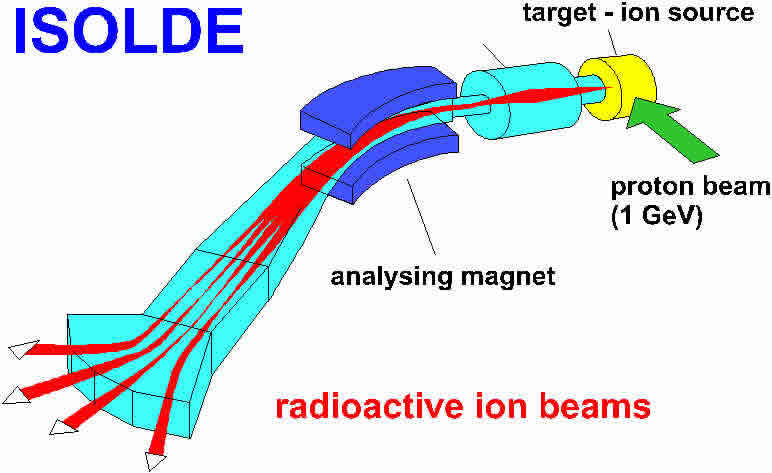 ISOLDE
target - ion source
proton beam
(1 GeV)
analysing magnet
radioactive ion beams